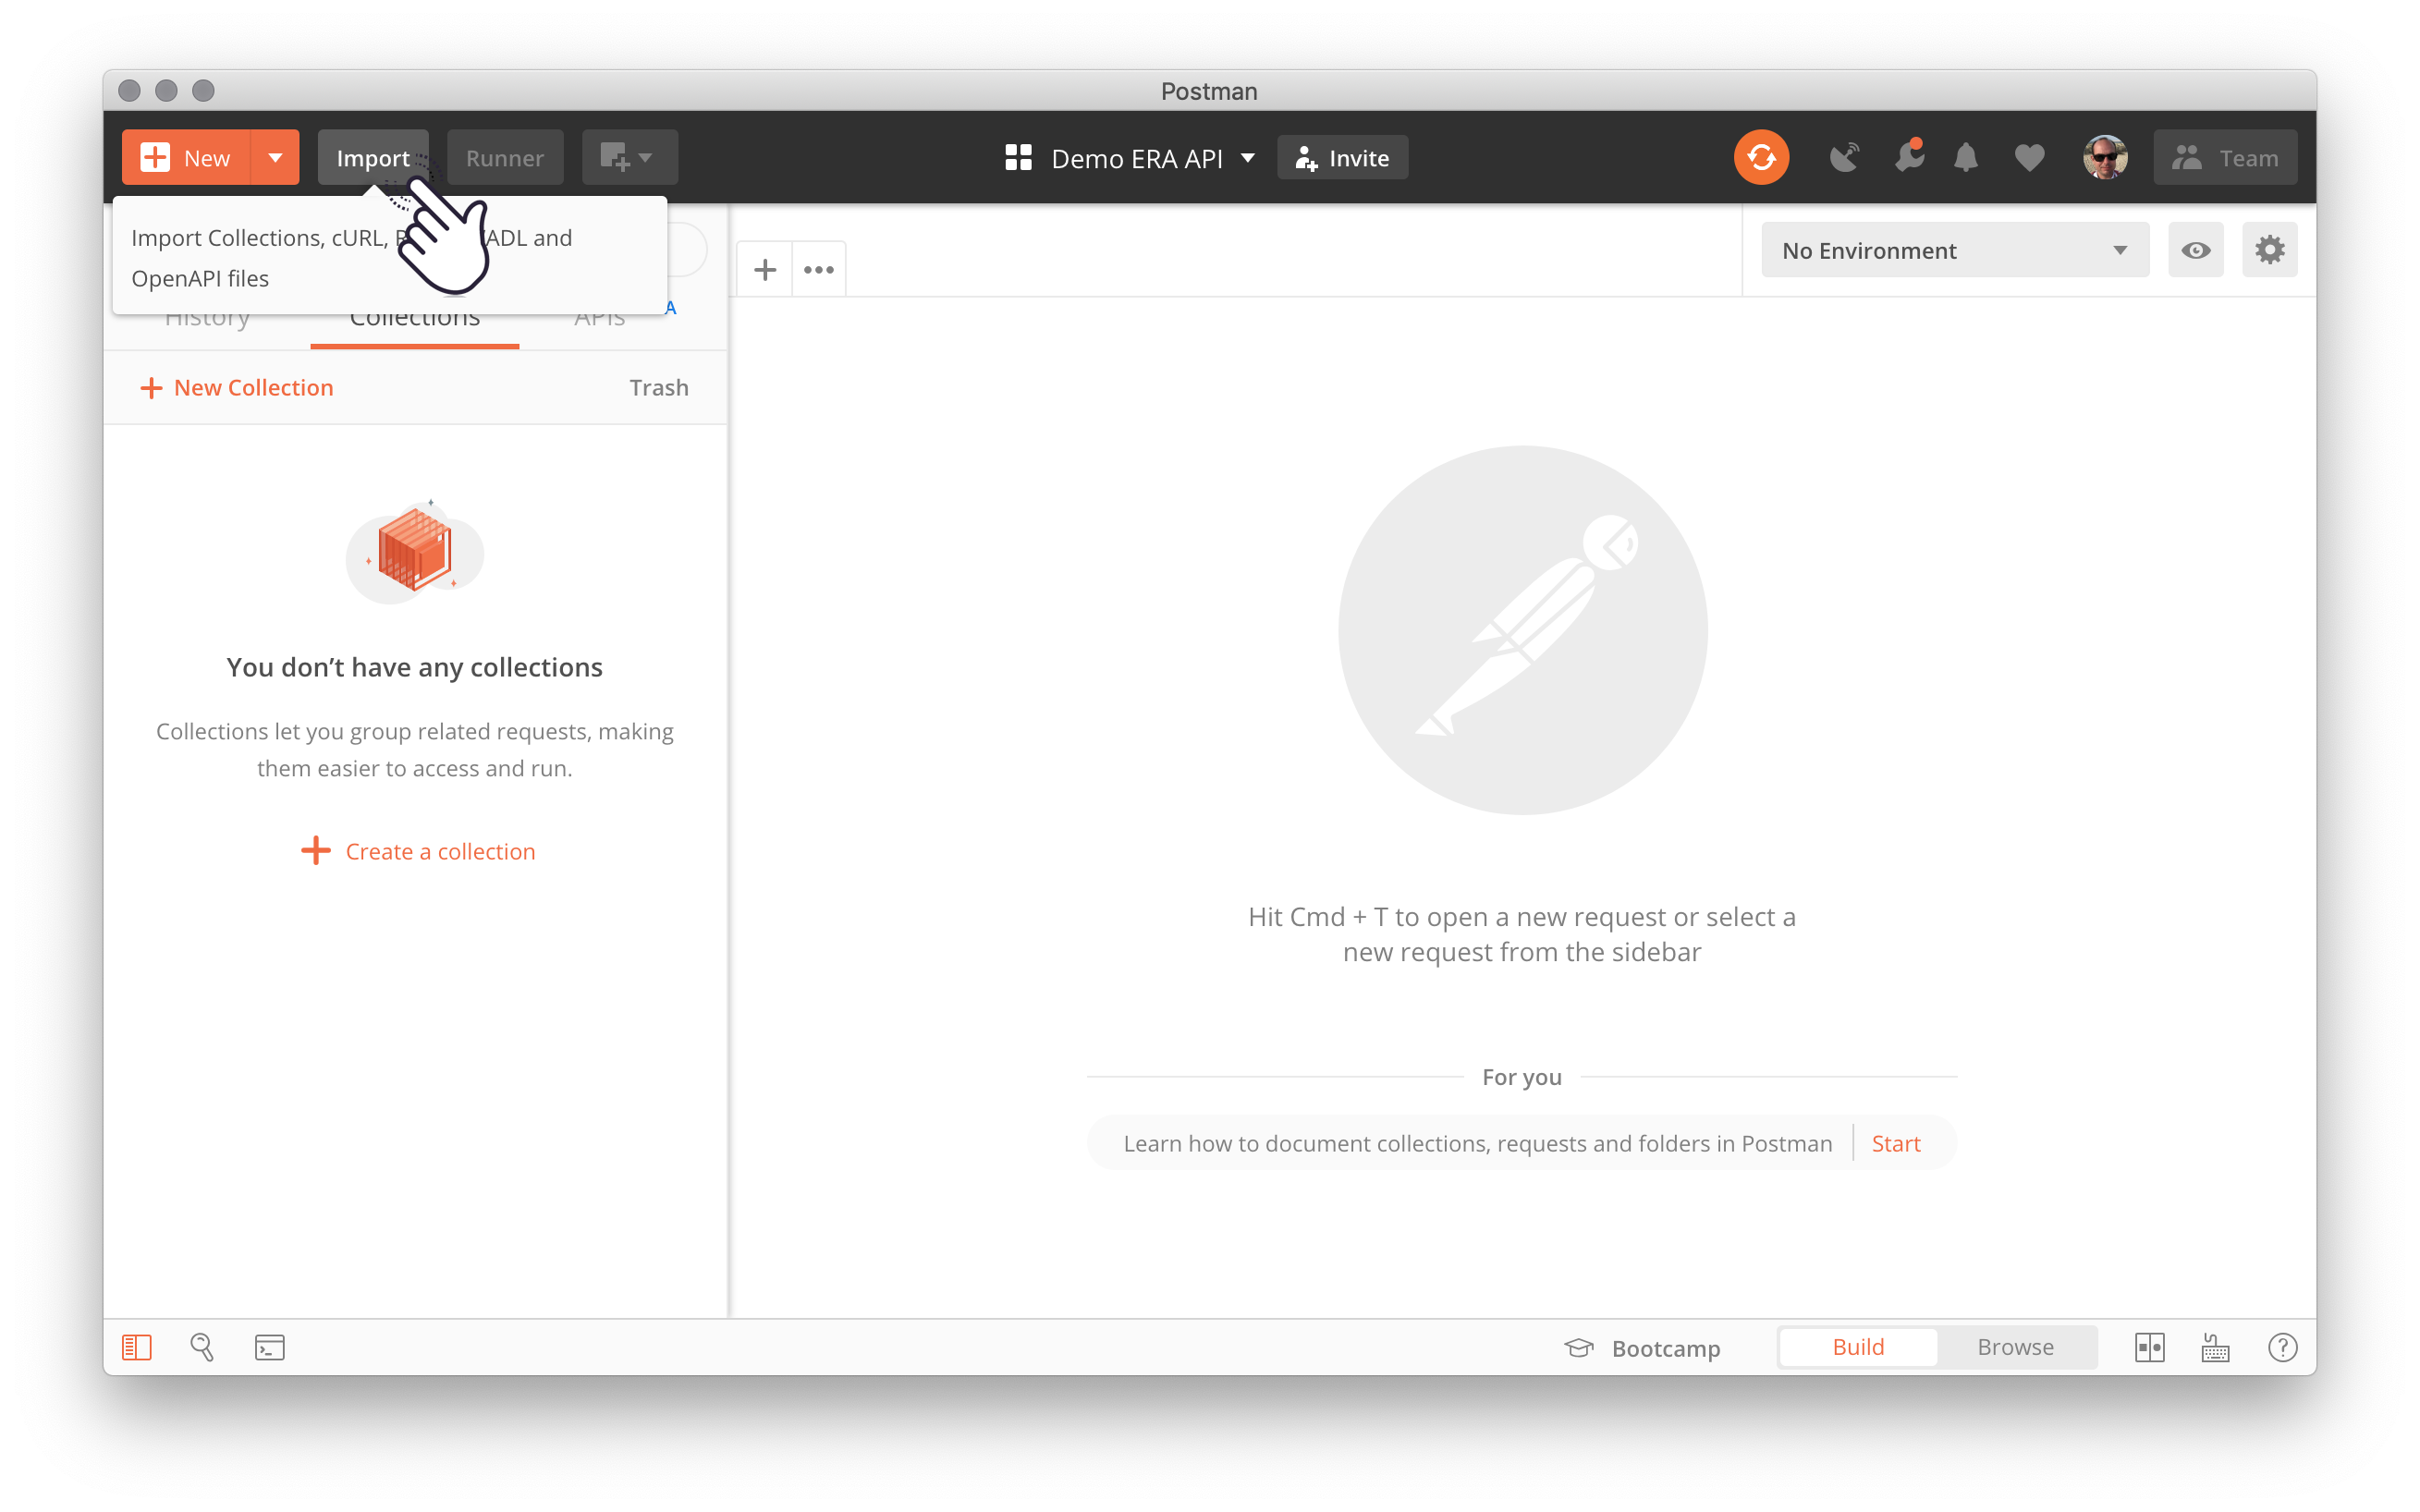 Postman
New
Import
Runner
Demo ERA API
Invite
Team
Import Collections, cURL, and
OpenAPI files
No Environment
History
Collections
APIs
New Collection
Trash
You don’t have any collections
Collections let you group related requests, making
them easier to access and run.
Create a collection
Hit Cmd + T to open a new request or select a
new request from the sidebar
For you
Learn how to document collections, requests and folders in Postman
Start
Bootcamp
Build
Browse